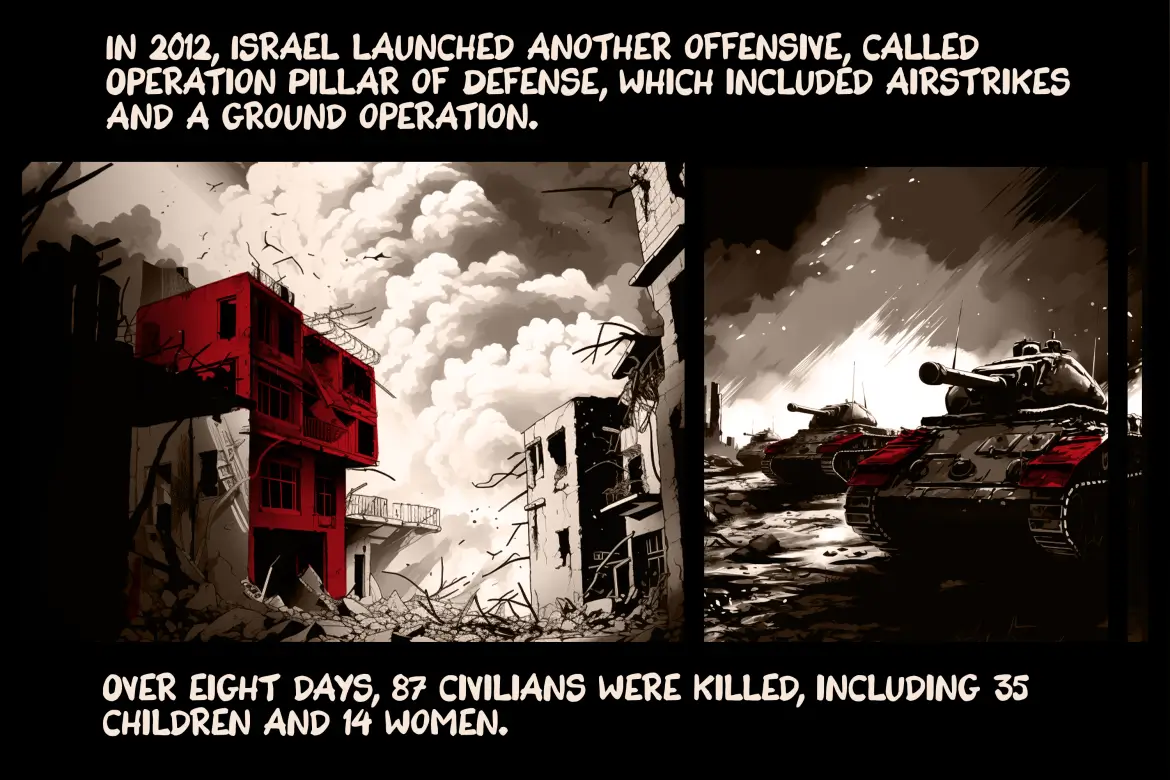 IN 2012, ISRAEL LAUNCHED ANOTHER OFFENSIVE, CALLED
OPERATION PILLAR OF DEFENSE, WHICH INCLUDED AIRSTRIKES
AND A GROUND OPERATION.
OVER EIGHT DAYS, 87 CIVILIANS WERE KILLED, INCLUDING 35
CHILDREN AND 14 WOMEN.